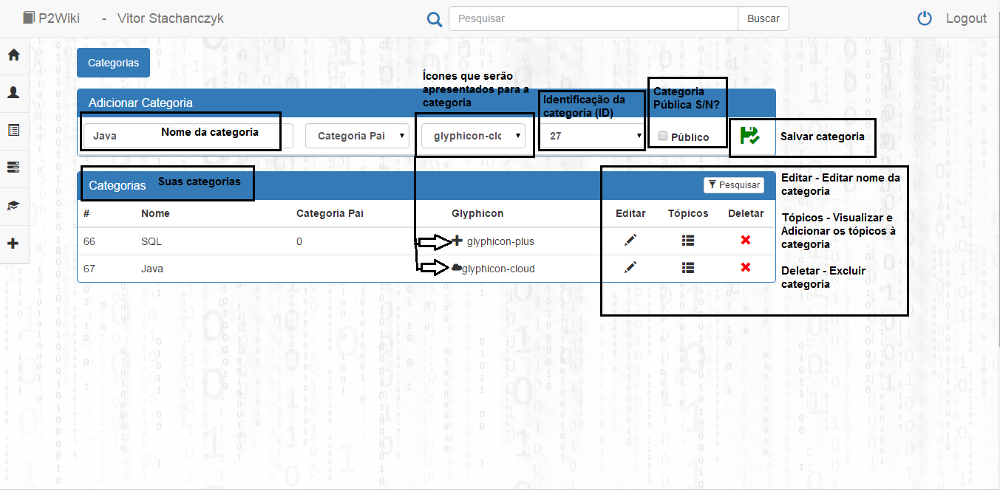 P2Wiki - Vitor Stachanczyk Pesquisar Buscar Logout
Categorias
Ícones que serão
apresentados para a
categoria
Adicionar Categoria
Identificação da
categoria (ID)
Categoria
Pública S/N?
Java Nome da categoria Categoria Pai glyphicon-clo 27 Público Salvar categoria
Categorias Suas categorias Pesquisar
# Nome Categoria Pai Glyphicon Editar Tópicos Deletar
66 SQL 0 glyphicon-plus
67 Java glyphicon-cloud
Editar - Editar nome da
categoria
Tópicos - Visualizar e
Adicionar os tópicos à
categoria
Deletar - Excluir
categoria